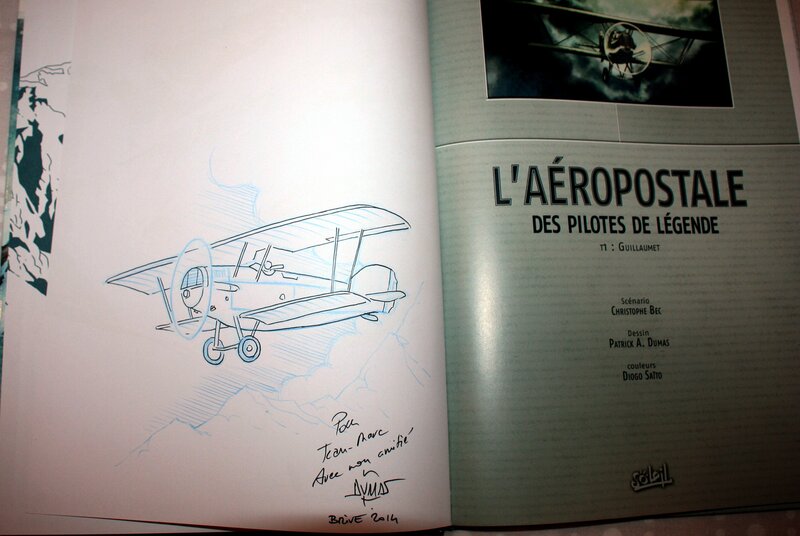 Pour
Jean-Marc
Avec mon amitié
DUMAS
BRIVE 2014
L'AÉROPOSTALE
DES PILOTES DE LÉGENDE
T1 : GUILLAUMET
Scénario
CHRISTOPHE BEC
Dessin
PATRICK A. DUMAS
couleurs
DIOGO SAÏTO
SOLEIL